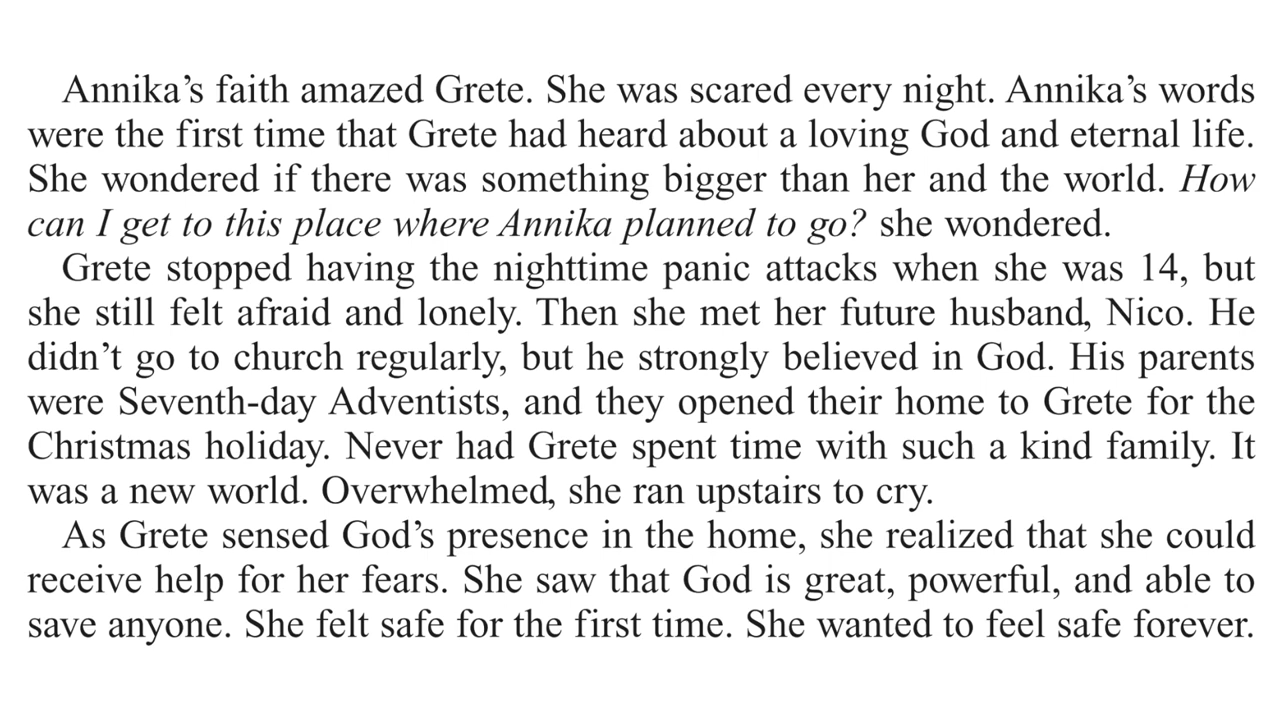 Annika’s faith amazed Grete. She was scared every night. Annika’s words
were the first time that Grete had heard about a loving God and eternal life.
She wondered if there was something bigger than her and the world. How
can I get to this place where Annika planned to go? she wondered.
Grete stopped having the nighttime panic attacks when she was 14, but
she still felt afraid and lonely. Then she met her future husband, Nico. He
didn’t go to church regularly, but he strongly believed in God. His parents
were Seventh-day Adventists, and they opened their home to Grete for the
Christmas holiday. Never had Grete spent time with such a kind family. It
was a new world. Overwhelmed, she ran upstairs to cry.
As Grete sensed God’s presence in the home, she realized that she could
receive help for her fears. She saw that God is great, powerful, and able to
save anyone. She felt safe for the first time. She wanted to feel safe forever.